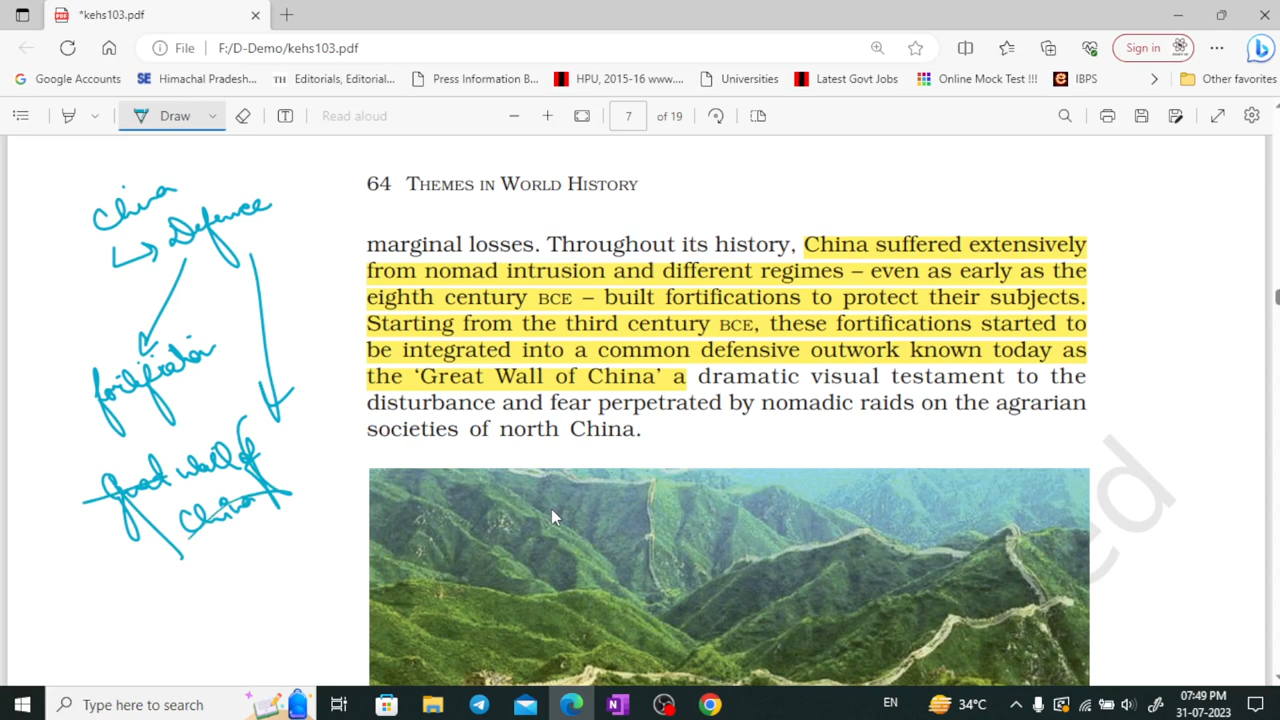 *kehs103.pdf
File F:/D-Demo/kehs103.pdf
Sign in
Google Accounts SE Himachal Pradesh... TH Editorials, Editorial... Press Information B... HPU, 2015-16 www.... Universities Latest Govt Jobs Online Mock Test !!! IBPS Other favorites
Draw Read aloud 7 of 19
64 THEMES IN WORLD HISTORY
marginal losses. Throughout its history, China suffered extensively
from nomad intrusion and different regimes – even as early as the
eighth century BCE – built fortifications to protect their subjects.
Starting from the third century BCE, these fortifications started to
be integrated into a common defensive outwork known today as
the ‘Great Wall of China’ a dramatic visual testament to the
disturbance and fear perpetrated by nomadic raids on the agrarian
societies of north China.
China
Defence
fortification
Great wall of
China
ed
Type here to search
EN 34°C 07:49 PM
31-07-2023